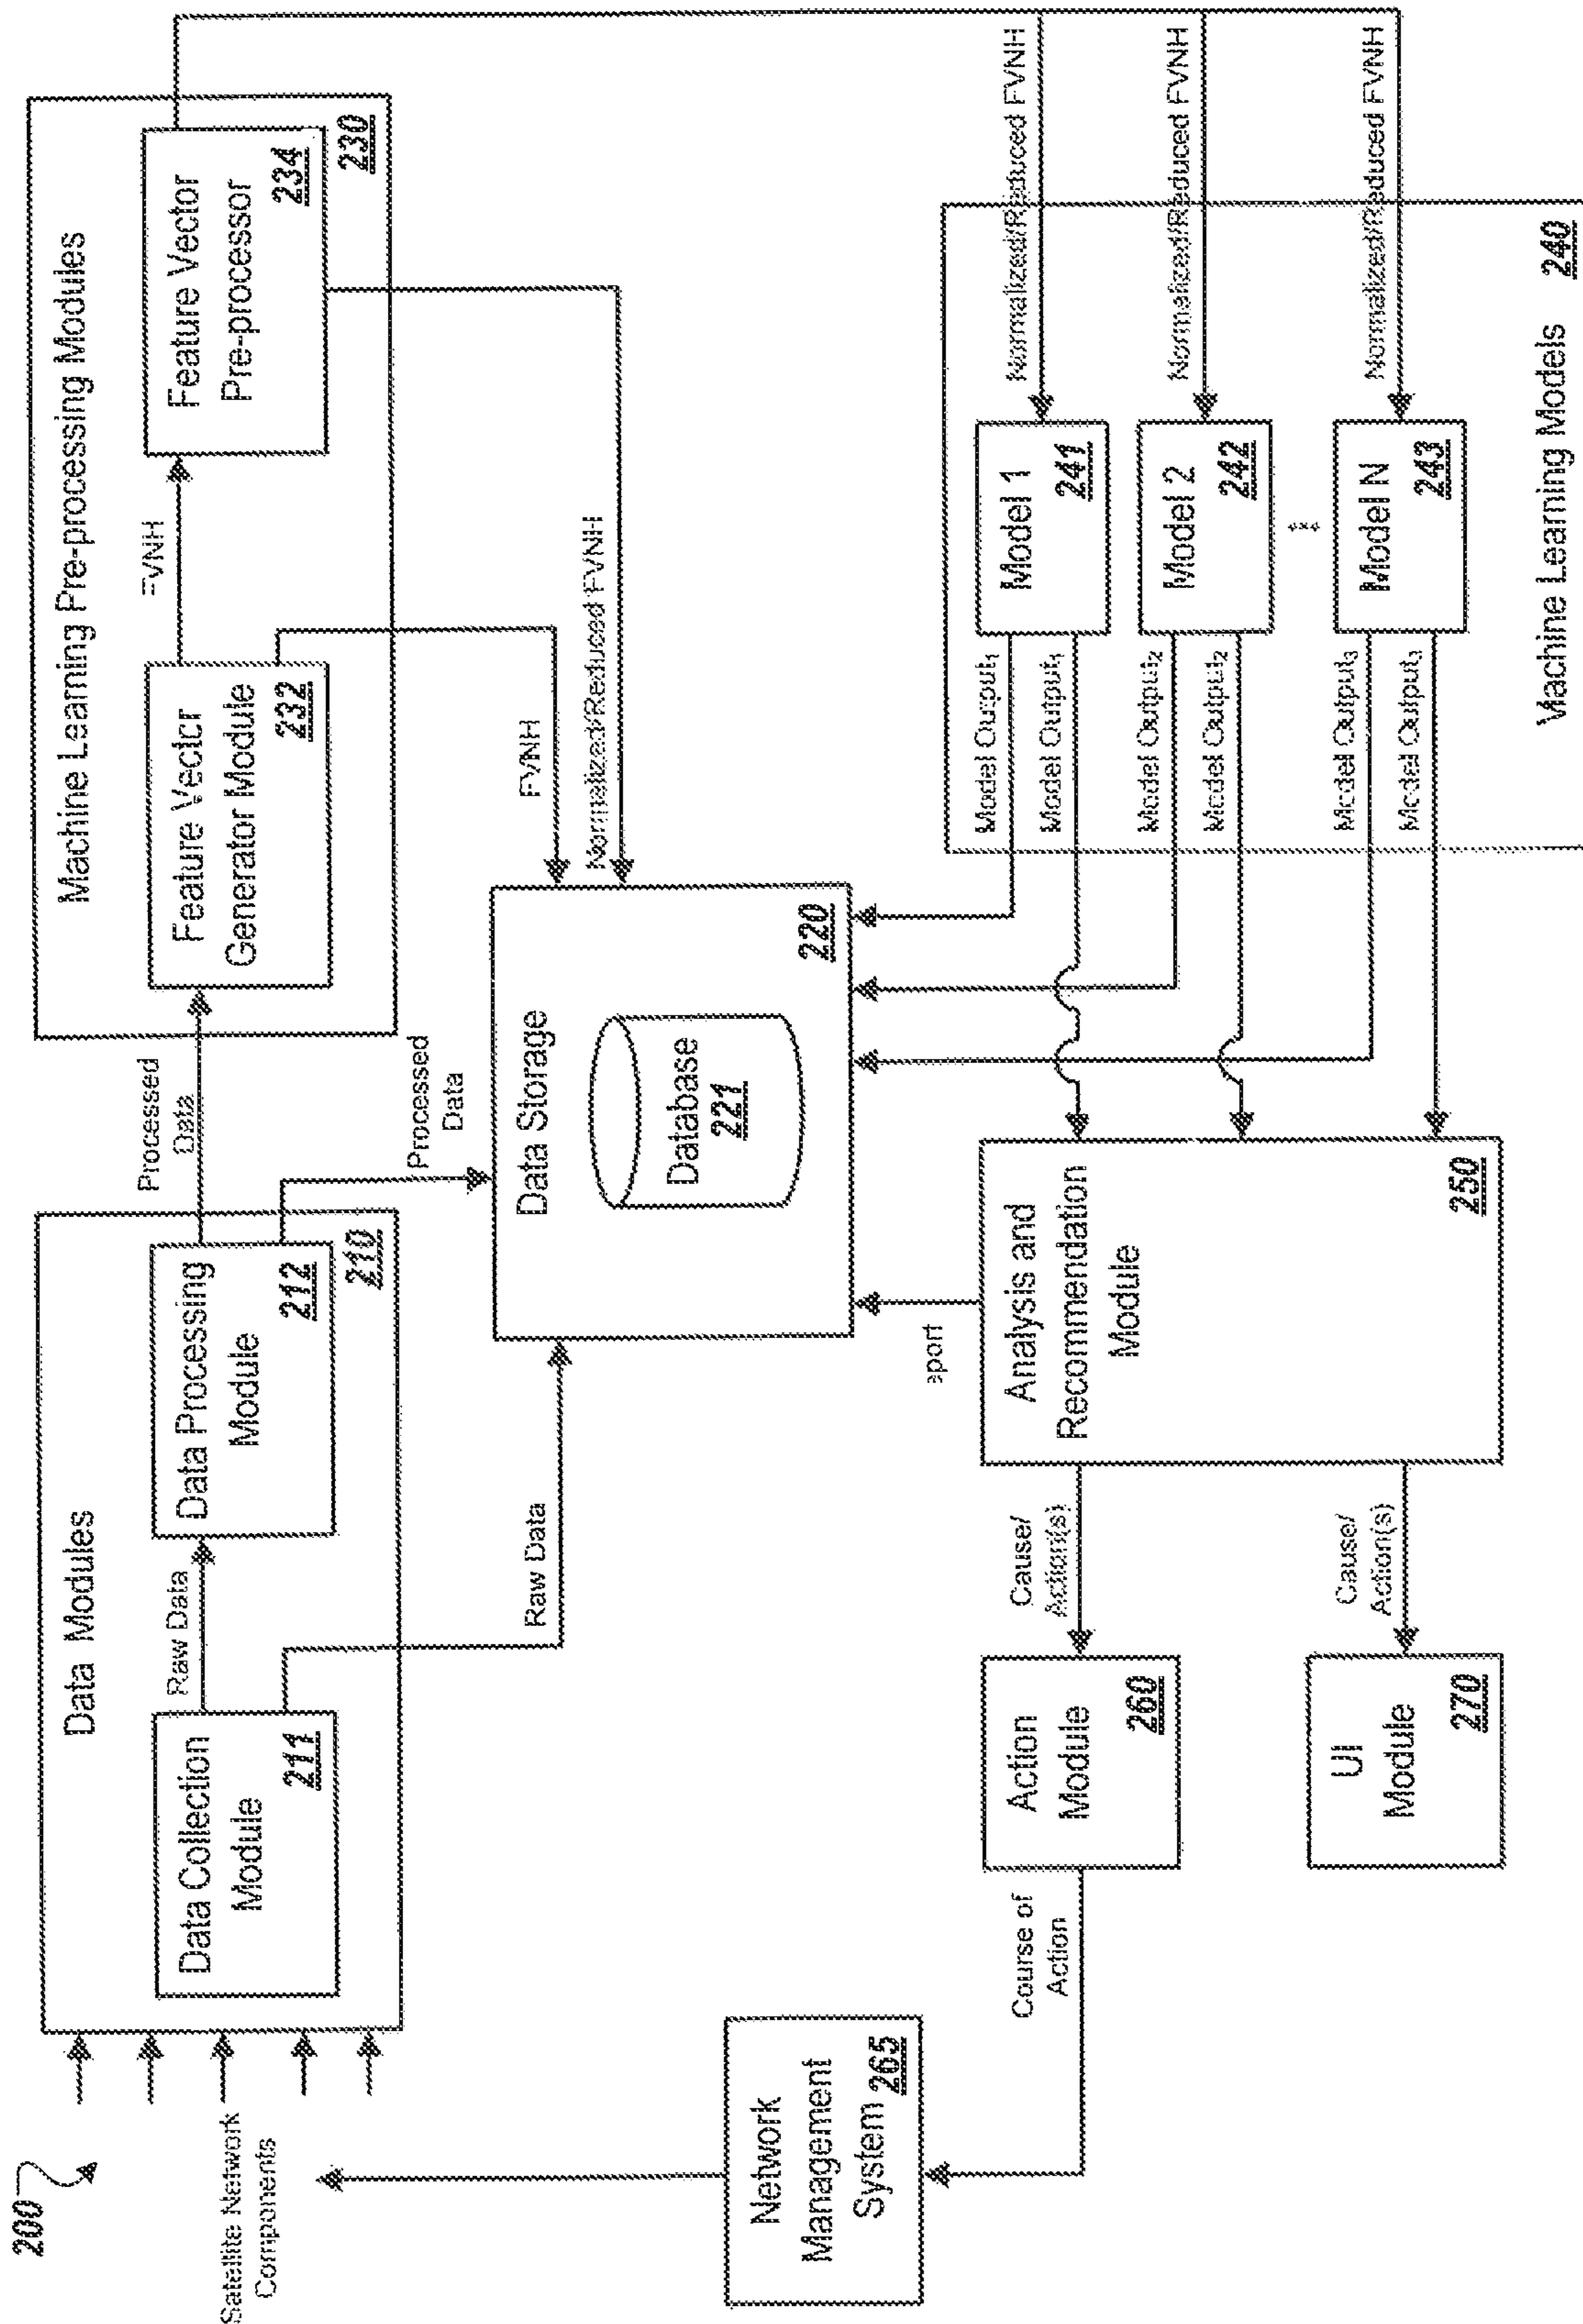 200
Satellite Network
Components
Data Modules
Data Collection
Module
211
Raw Data
Data Processing
Module
212
210
Raw Data
Processed
Data
Processed
Data
Machine Learning Pre-processing Modules
Feature Vector
Generator Module
232
FVNH
Feature Vector
Pre-processor
234
230
FVNH
Normalized/Reduced FVNH
Data Storage
Database
221
220
Normalized/Reduced FVNH
Normalized/Reduced FVNH
Normalized/Reduced FVNH
Model 1
241
Model 2
242
Model N
243
Model Output1
Model Output1
Model Output2
Model Output2
Model Output3
Model Output3
Machine Learning Models
240
eport
Analysis and
Recommendation
Module
250
Cause/
Action(s)
Cause/
Action(s)
Action
Module
260
UI
Module
270
Course of
Action
Network
Management
System 265